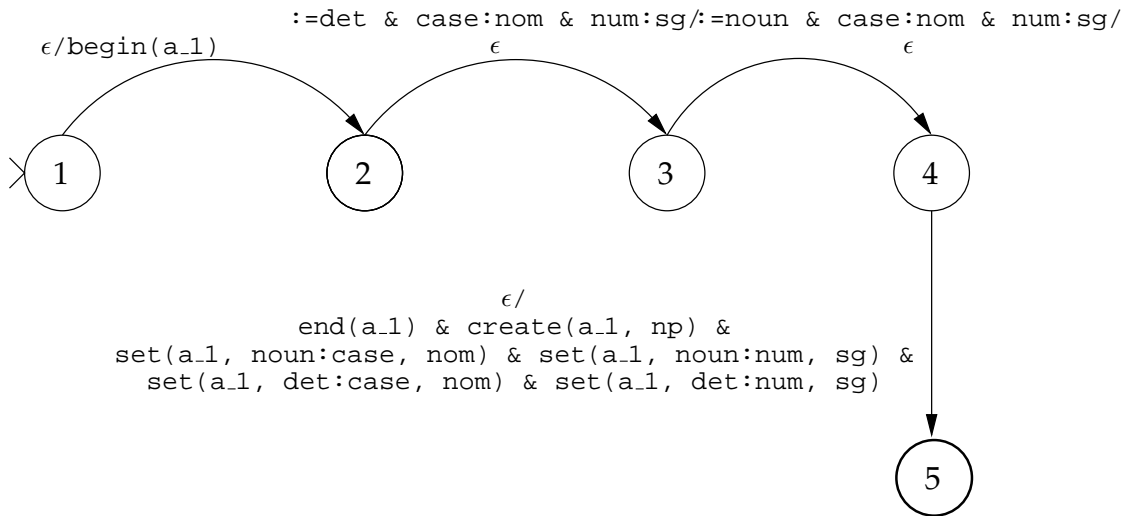 :=det & case:nom & num:sg/
:=noun & case:nom & num:sg/
ϵ/begin(a_1)
ϵ
ϵ
1
2
3
4
ϵ/
end(a_1) & create(a_1, np) &
set(a_1, noun:case, nom) & set(a_1, noun:num, sg) &
set(a_1, det:case, nom) & set(a_1, det:num, sg)
5